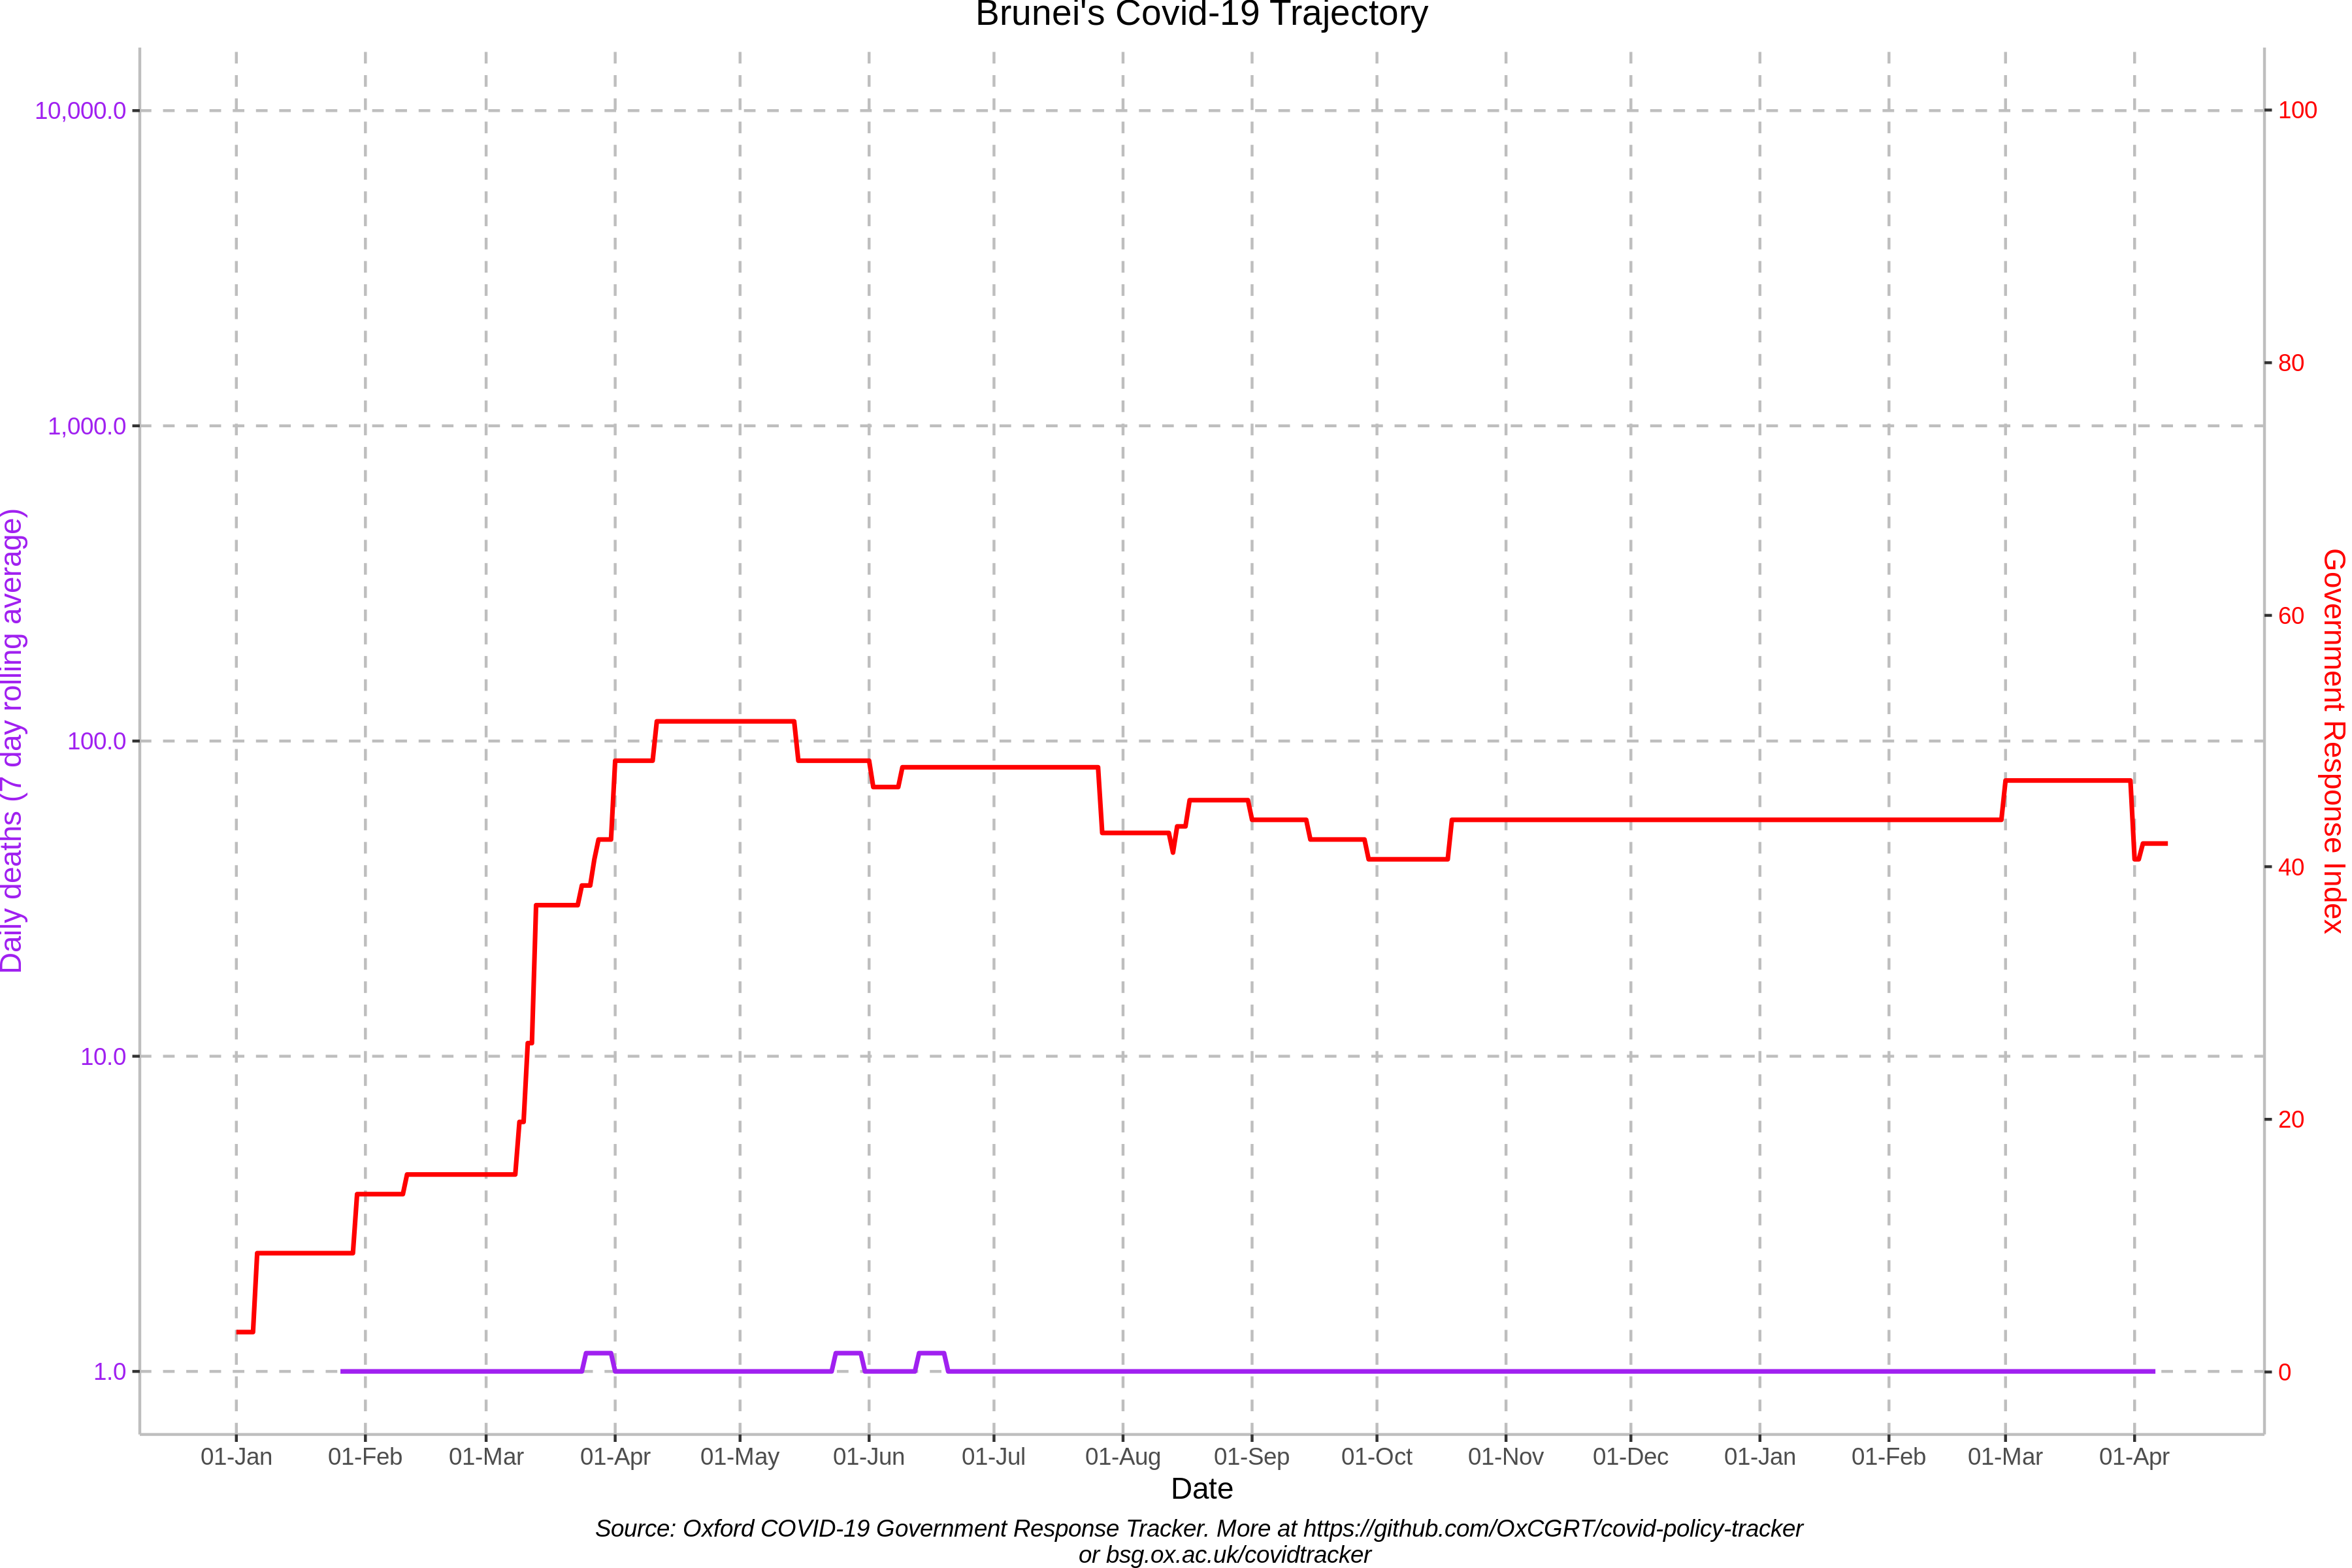 Brunei's Covid-19 Trajectory
10,000.0
1,000.0
100.0
10.0
1.0
Daily deaths (7 day rolling average)
100
80
60
40
20
0
Government Response Index
01-Jan 01-Feb 01-Mar 01-Apr 01-May 01-Jun 01-Jul 01-Aug 01-Sep 01-Oct 01-Nov 01-Dec 01-Jan 01-Feb 01-Mar 01-Apr
Date
Source: Oxford COVID-19 Government Response Tracker. More at https://github.com/OxCGRT/covid-policy-tracker
or bsg.ox.ac.uk/covidtracker